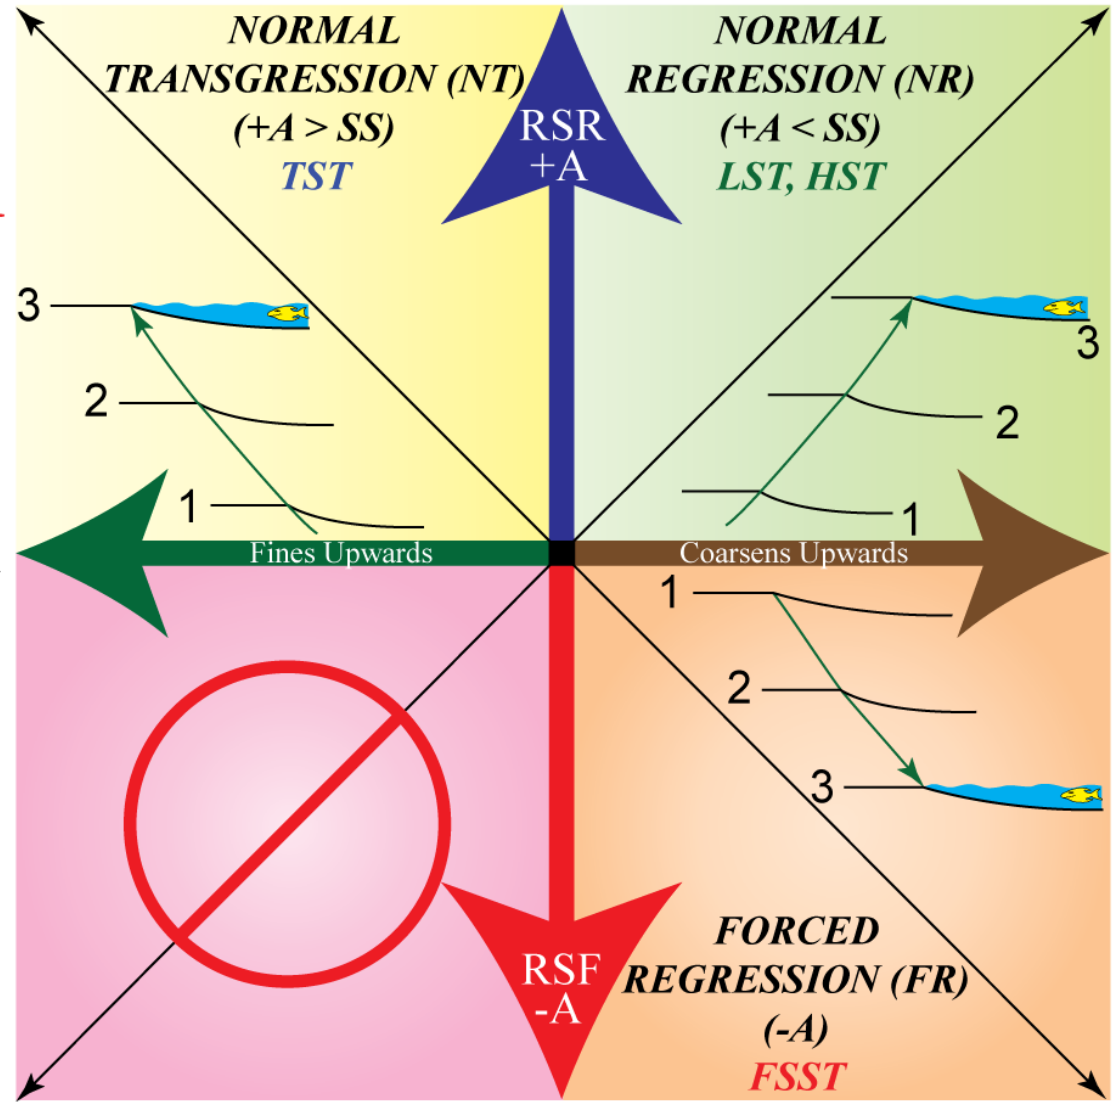 NORMAL
TRANSGRESSION (NT)
(+A > SS)
TST
RSR
+A
NORMAL
REGRESSION (NR)
(+A < SS)
LST, HST
3
2
1
3
2
1
Fines Upwards
Coarsens Upwards
1
2
3
RSF
-A
FORCED
REGRESSION (FR)
(-A)
FSST